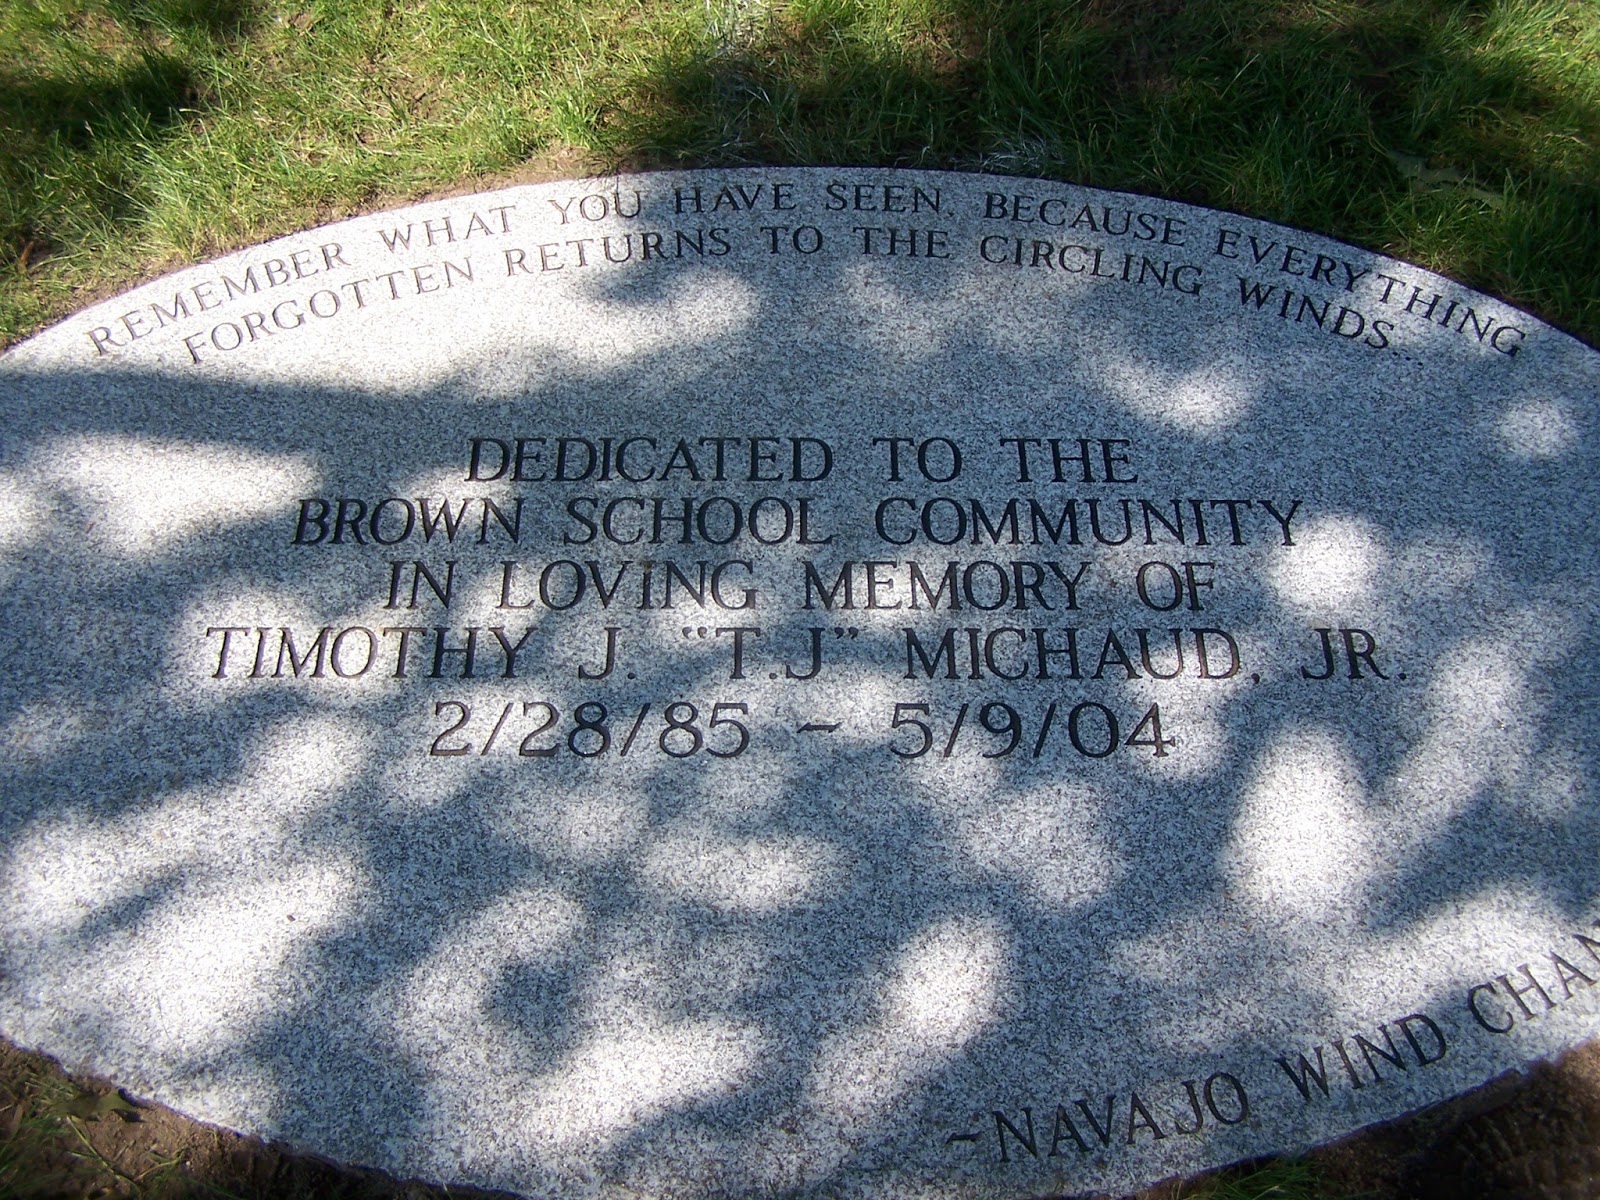 REMEMBER WHAT YOU HAVE SEEN, BECAUSE EVERYTHING
FORGOTTEN RETURNS TO THE CIRCLING WINDS...
DEDICATED TO THE
BROWN SCHOOL COMMUNITY
IN LOVING MEMORY OF
TIMOTHY J. "T.J" MICHAUD, JR.
2/28/85 ~ 5/9/04
~NAVAJO WIND